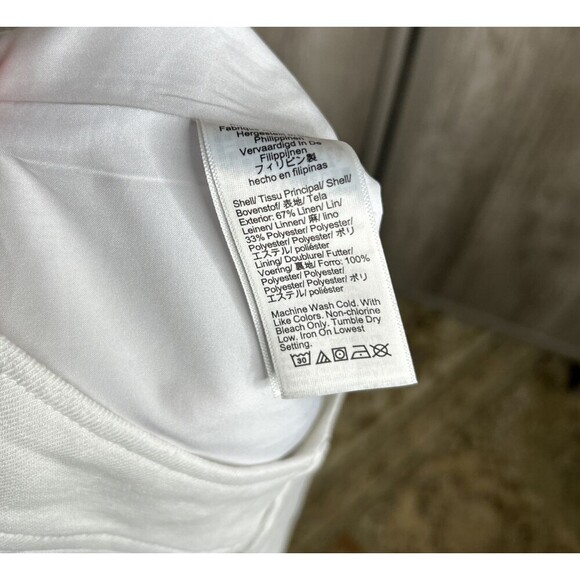 Philippinen
Vervaardigd In De
Filippijnen
フィリピン製
hecho en filipinas
Shell/ Tissu Principal/ Shell/
Bovenstof/ 表地/ Tela
Exterior: 67% Linen/ Lin/
Leinen/ Linnen/ 麻/ lino
33% Polyester/ Polyester/
Polyester/ Polyester/ ポリ
エステル/ poliéster
Lining/ Doublure/ Futter/
Voering/ 裏地/ Forro: 100%
Polyester/ Polyester/
Polyester/ Polyester/ ポリ
エステル/ poliéster
Machine Wash Cold. With
Like Colors. Non-chlorine
Bleach Only. Tumble Dry
Low. Iron On Lowest
Setting.
30